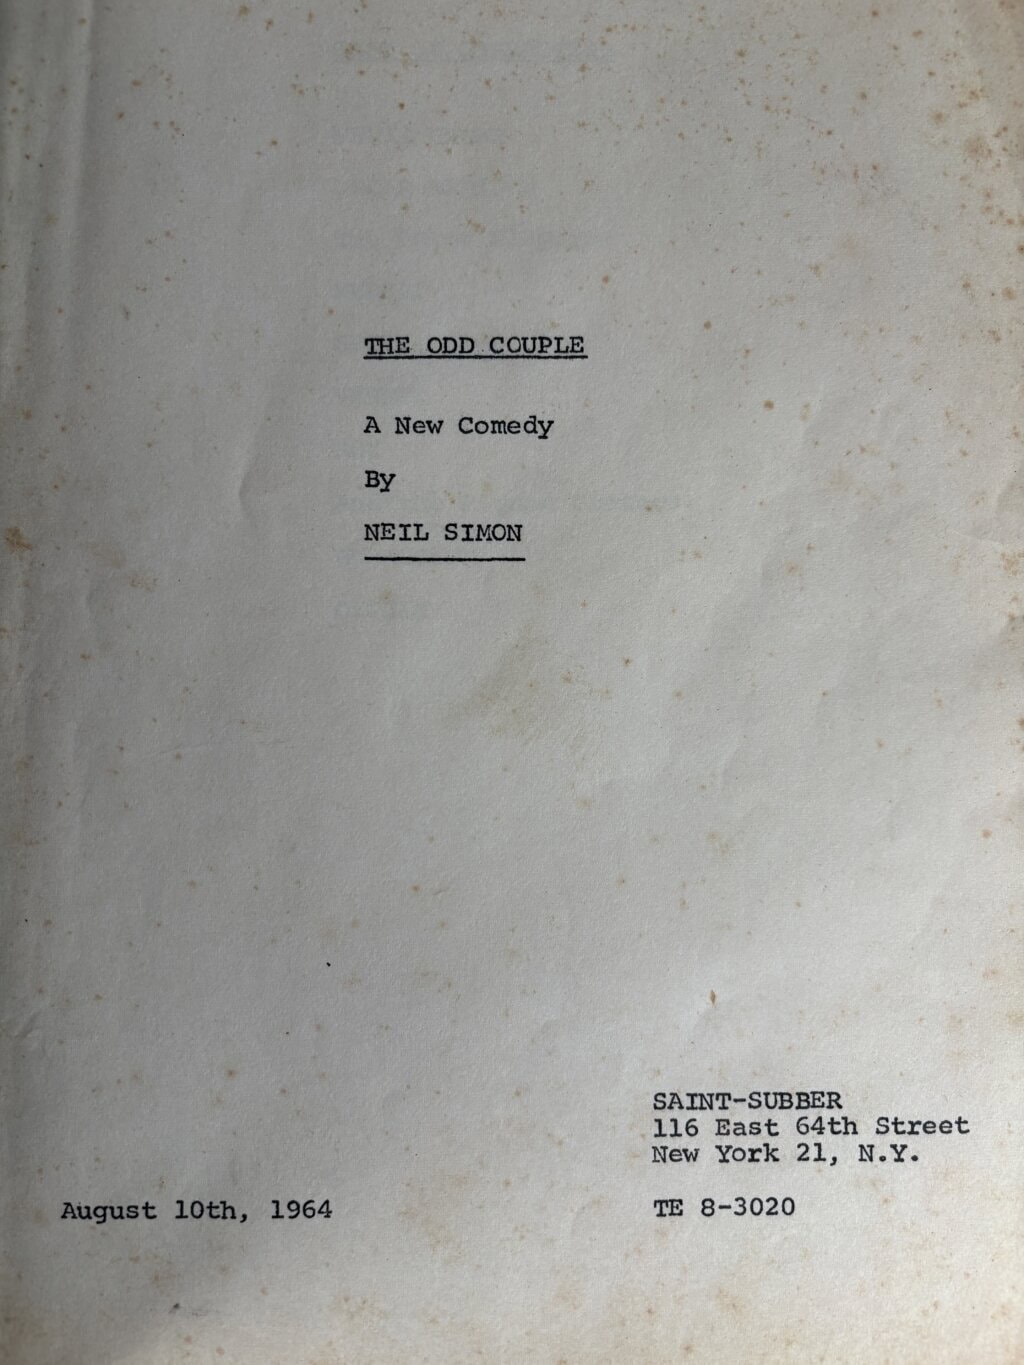 THE ODD COUPLE
A New Comedy
By
NEIL SIMON
SAINT-SUBBER
116 East 64th Street
New York 21, N.Y.
August 10th, 1964
TE 8-3020